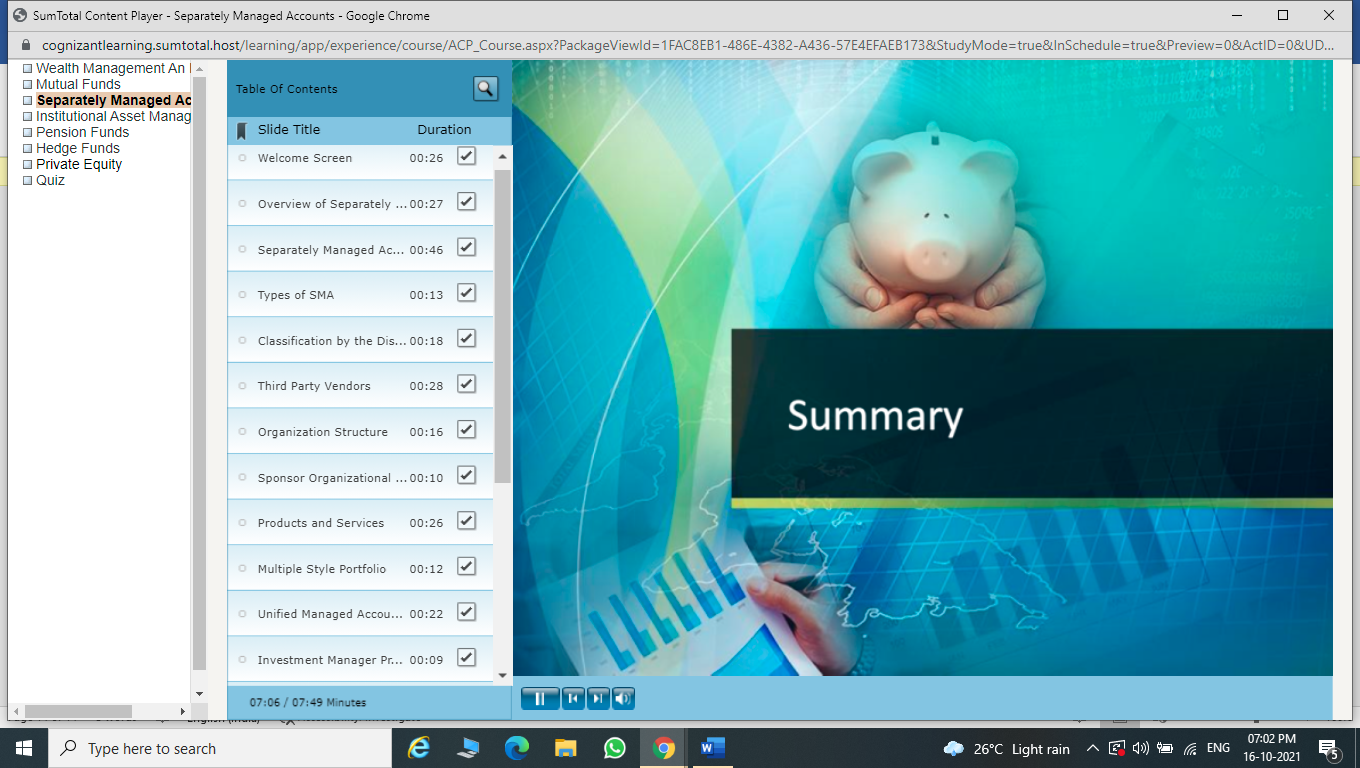 SumTotal Content Player - Separately Managed Accounts - Google Chrome
cognizantlearning.sumtotal.host/learning/app/experience/course/ACP_Course.aspx?PackageViewId=1FAC8EB1-486E-4382-A436-57E4EFAEB173&StudyMode=true&InSchedule=true&Preview=0&ActID=0&UD...
Wealth Management An
Mutual Funds
Separately Managed Ac
Institutional Asset Manag
Pension Funds
Hedge Funds
Private Equity
Quiz
Table Of Contents
Slide Title Duration
Welcome Screen 00:26
Overview of Separately ... 00:27
Separately Managed Ac... 00:46
Types of SMA 00:13
Classification by the Dis... 00:18
Third Party Vendors 00:28
Organization Structure 00:16
Sponsor Organizational ... 00:10
Products and Services 00:26
Multiple Style Portfolio 00:12
Unified Managed Accou... 00:22
Investment Manager Pr... 00:09
07:06 / 07:49 Minutes
Summary
Type here to search
26°C Light rain
ENG
07:02 PM
16-10-2021
5